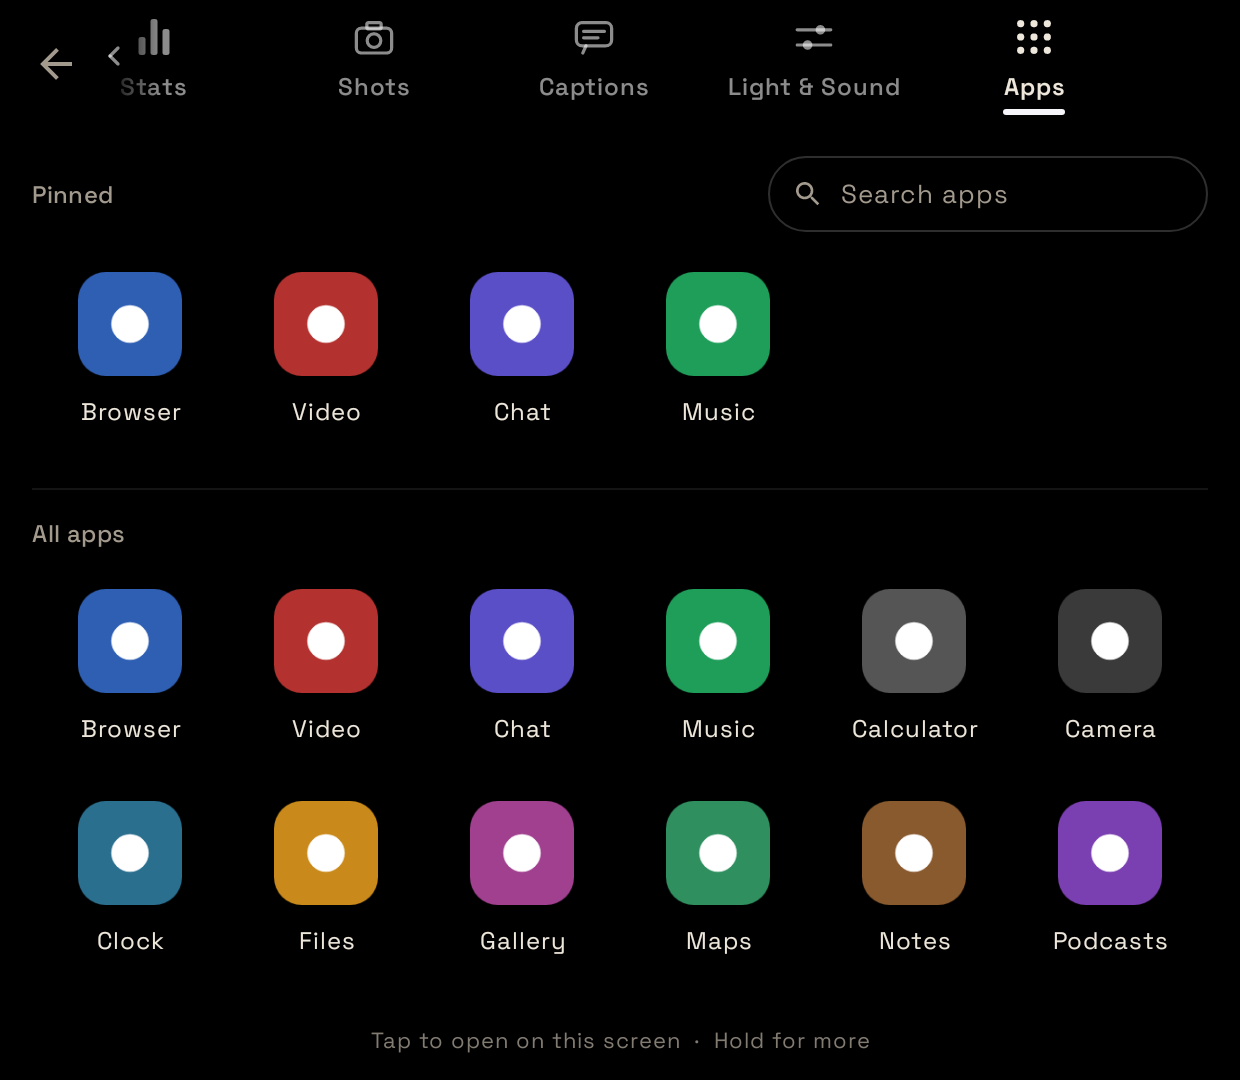 Stats
Shots
Captions
Light & Sound
Apps
Pinned
Search apps
Browser
Video
Chat
Music
All apps
Browser
Video
Chat
Music
Calculator
Camera
Clock
Files
Gallery
Maps
Notes
Podcasts
Tap to open on this screen · Hold for more